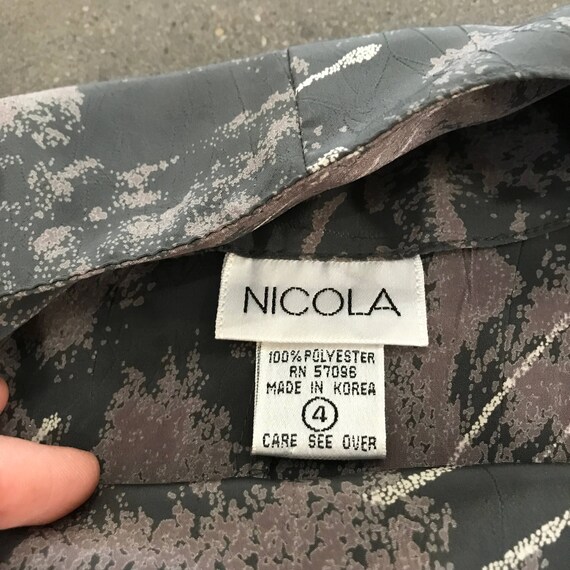 NICOLA
100% POLYESTER
RN 57096
MADE IN KOREA
4
CARE SEE OVER